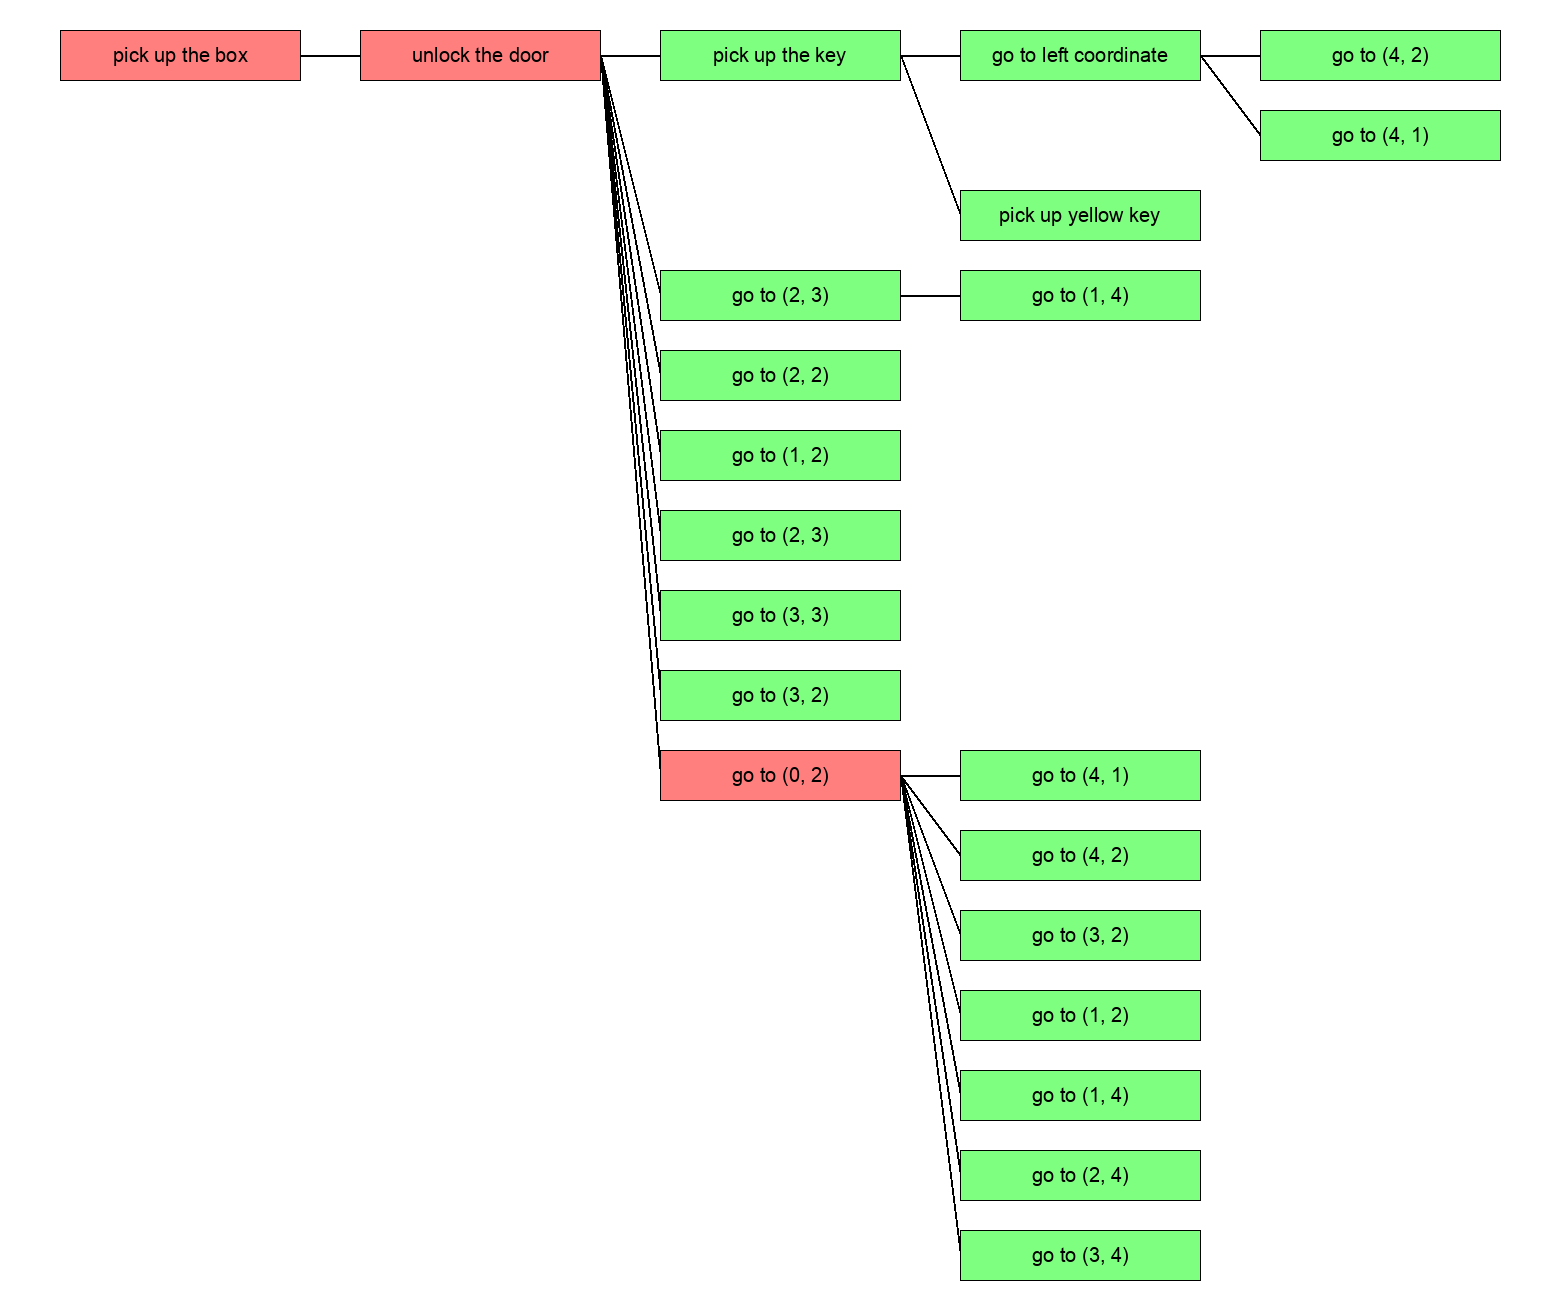 pick up the box
unlock the door
pick up the key
go to left coordinate
go to (4, 2)
go to (4, 1)
pick up yellow key
go to (2, 3)
go to (1, 4)
go to (2, 2)
go to (1, 2)
go to (2, 3)
go to (3, 3)
go to (3, 2)
go to (0, 2)
go to (4, 1)
go to (4, 2)
go to (3, 2)
go to (1, 2)
go to (1, 4)
go to (2, 4)
go to (3, 4)